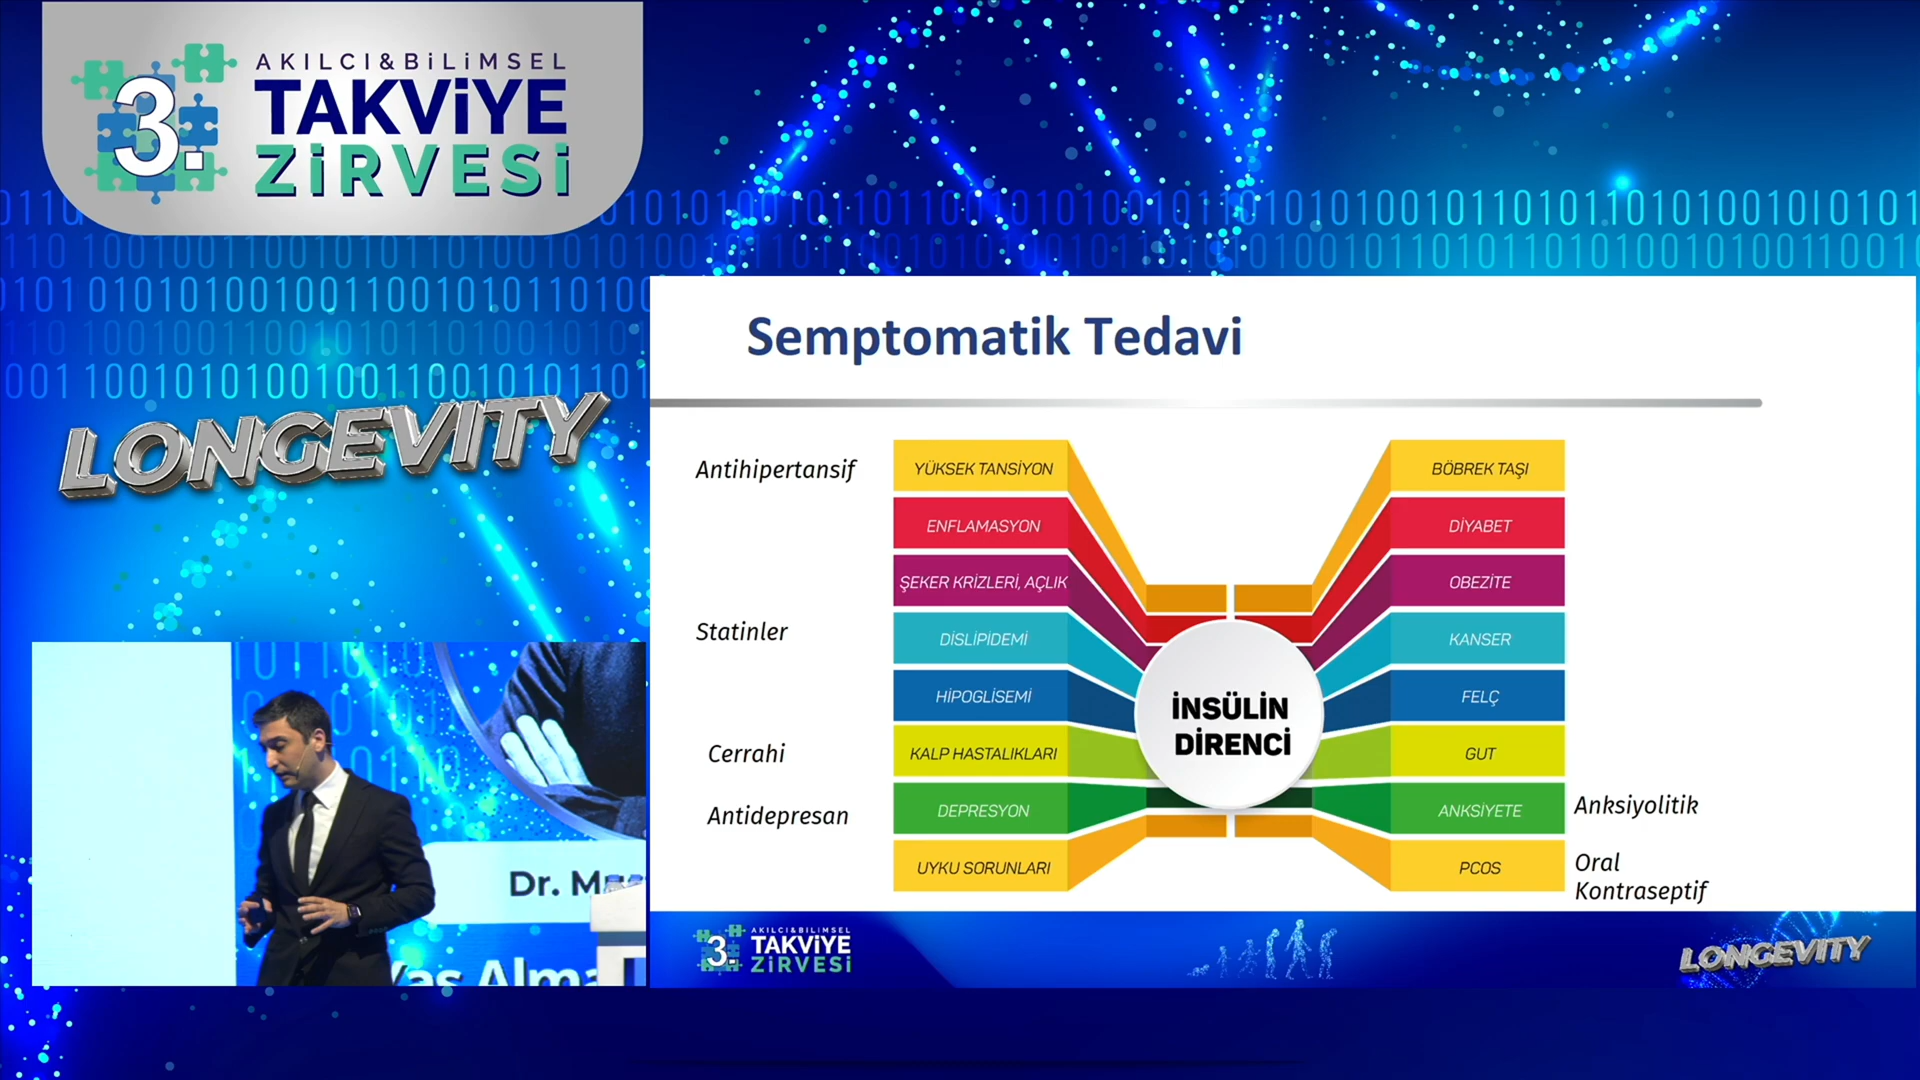 3.
AKILCI&BİLİMSEL
TAKVİYE
ZİRVESİ
LONGEVITY
Dr.
Yaş
Semptomatik Tedavi
Antihipertansif
YÜKSEK TANSİYON
BÖBREK TAŞI
ENFLAMASYON
DİYABET
ŞEKER KRİZLERİ, AÇLIK
OBEZİTE
Statinler
DİSLİPİDEMİ
KANSER
HİPOGLİSEMİ
FELÇ
İNSÜLİN
DİRENCİ
Cerrahi
KALP HASTALIKLARI
GUT
Antidepresan
DEPRESYON
ANKSİYETE
Anksiyolitik
UYKU SORUNLARI
PCOS
Oral
Kontraseptif
3.
AKILCI&BİLİMSEL
TAKVİYE
ZİRVESİ
LONGEVITY